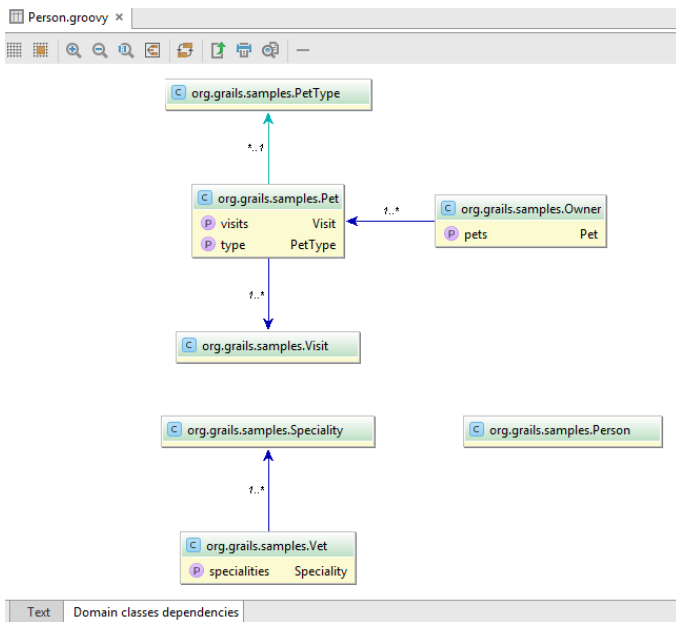 Person.groovy ×
1:1
C org.grails.samples.PetType
*..1
C org.grails.samples.Pet
P visits Visit
P type PetType
1..*
C org.grails.samples.Owner
P pets Pet
1..*
C org.grails.samples.Visit
C org.grails.samples.Speciality
C org.grails.samples.Person
1..*
C org.grails.samples.Vet
P specialities Speciality
Text Domain classes dependencies